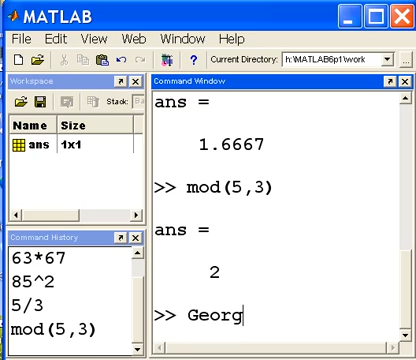 MATLAB
File Edit View Web Window Help
? Current Directory: h:\MATLAB6p1\work
Workspace
Stack: Ba
Name Size
ans 1x1
Command History
63*67
85^2
5/3
mod(5,3)
Command Window
ans =
1.6667
>> mod(5,3)
ans =
2
>> Georg